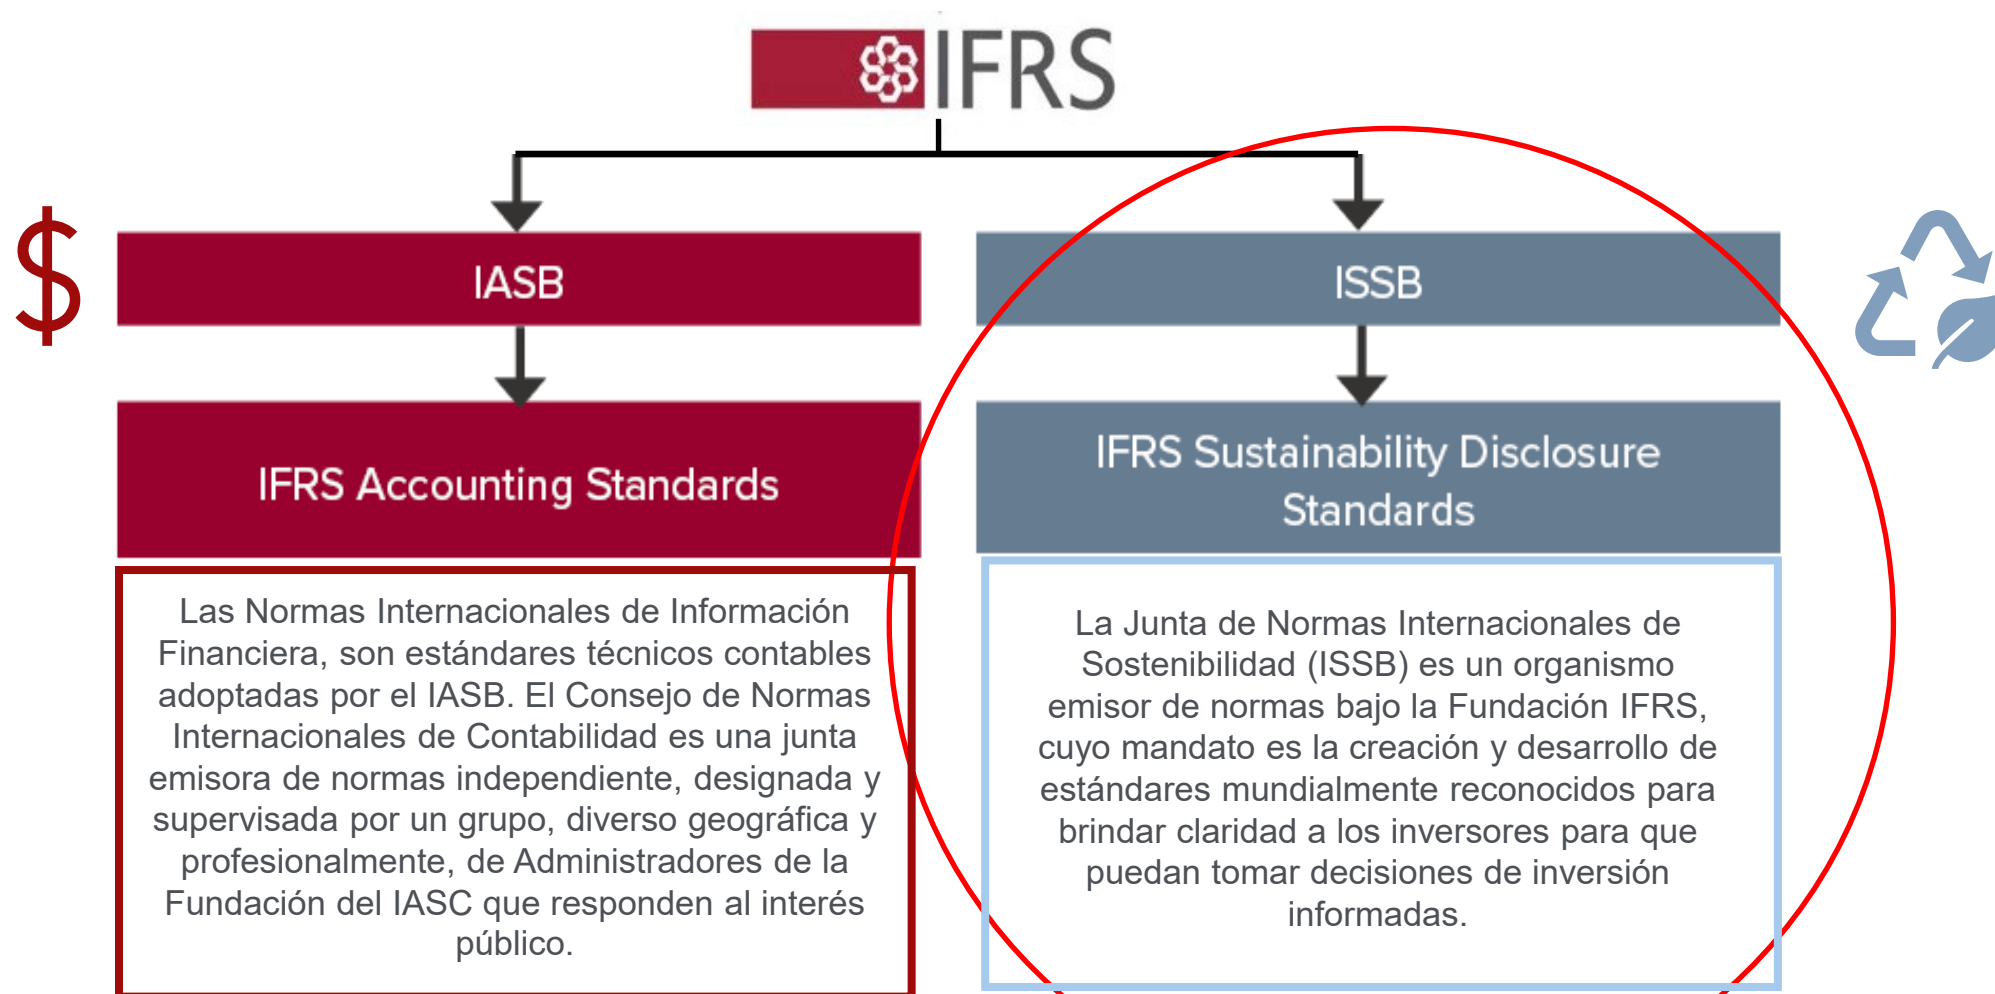 IFRS
$
IASB
ISSB
IFRS Accounting Standards
IFRS Sustainability Disclosure
Standards
Las Normas Internacionales de Información
Financiera, son estándares técnicos contables
adoptadas por el IASB. El Consejo de Normas
Internacionales de Contabilidad es una junta
emisora de normas independiente, designada y
supervisada por un grupo, diverso geográfica y
profesionalmente, de Administradores de la
Fundación del IASC que responden al interés
público.
La Junta de Normas Internacionales de
Sostenibilidad (ISSB) es un organismo
emisor de normas bajo la Fundación IFRS,
cuyo mandato es la creación y desarrollo de
estándares mundialmente reconocidos para
brindar claridad a los inversores para que
puedan tomar decisiones de inversión
informadas.